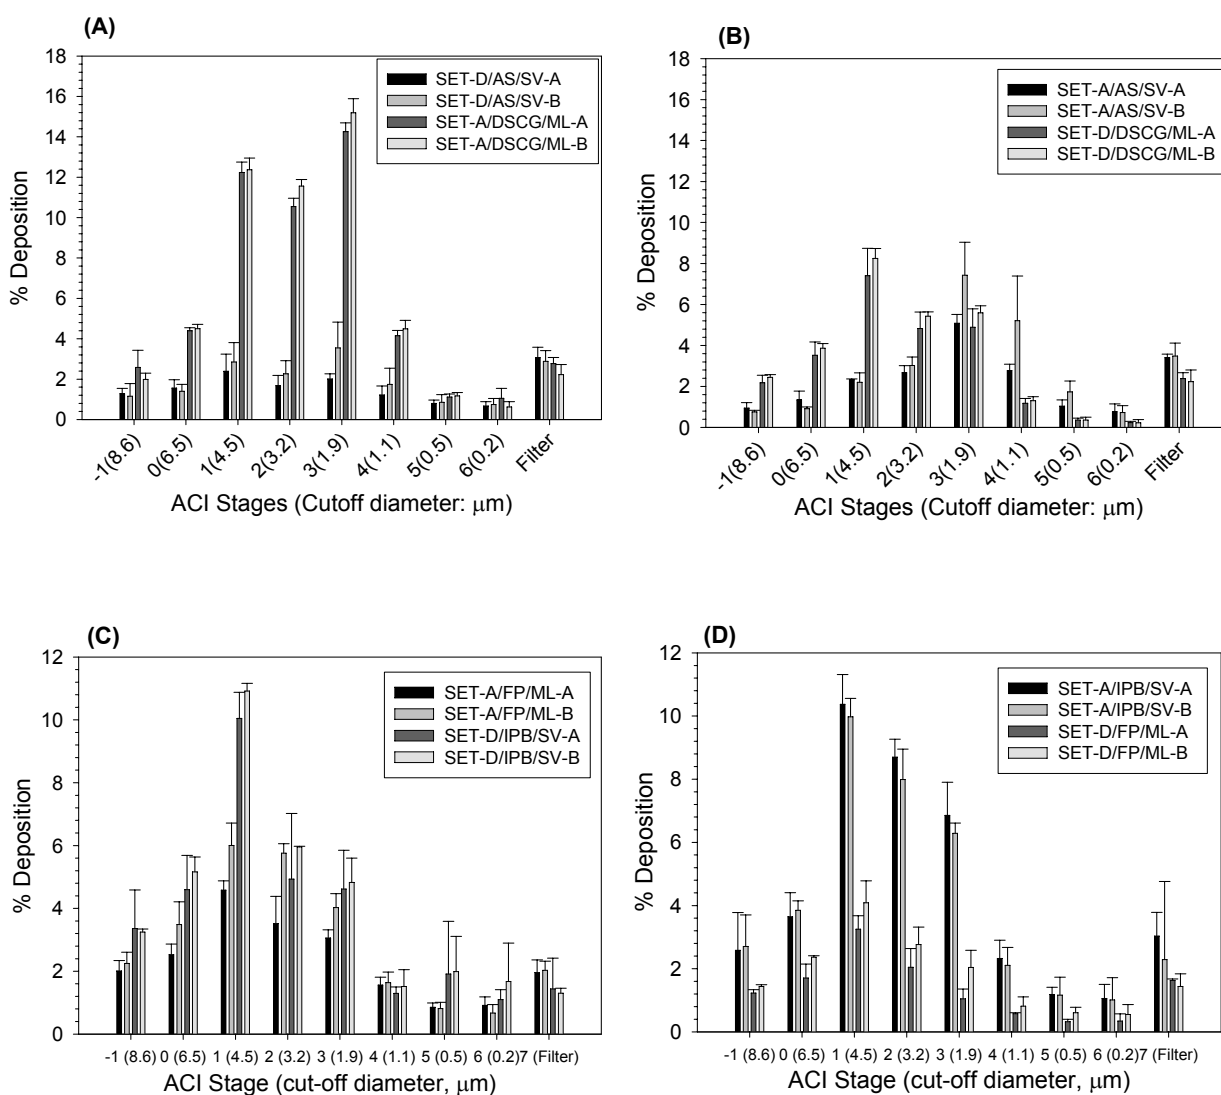 (A)
18
16
14
12
10
8
6
4
2
0
% Deposition
SET-D/AS/SV-A
SET-D/AS/SV-B
SET-A/DSCG/ML-A
SET-A/DSCG/ML-B
-1(8.6) 0(6.5) 1(4.5) 2(3.2) 3(1.9) 4(1.1) 5(0.5) 6(0.2) Filter
ACI Stages (Cutoff diameter: μm)
(B)
18
16
14
12
10
8
6
4
2
0
% Deposition
SET-A/AS/SV-A
SET-A/AS/SV-B
SET-D/DSCG/ML-A
SET-D/DSCG/ML-B
-1(8.6) 0(6.5) 1(4.5) 2(3.2) 3(1.9) 4(1.1) 5(0.5) 6(0.2) Filter
ACI Stages (Cutoff diameter: μm)
(C)
12
10
8
6
4
2
0
% Deposition
SET-A/FP/ML-A
SET-A/FP/ML-B
SET-D/IPB/SV-A
SET-D/IPB/SV-B
-1 (8.6) 0 (6.5) 1 (4.5) 2 (3.2) 3 (1.9) 4 (1.1) 5 (0.5) 6 (0.2)7 (Filter)
ACI Stage (cut-off diameter, μm)
(D)
12
10
8
6
4
2
0
% Deposition
SET-A/IPB/SV-A
SET-A/IPB/SV-B
SET-D/FP/ML-A
SET-D/FP/ML-B
-1 (8.6) 0 (6.5) 1 (4.5) 2 (3.2) 3 (1.9) 4 (1.1) 5 (0.5) 6 (0.2)7 (Filter)
ACI Stage (cut-off diameter, μm)